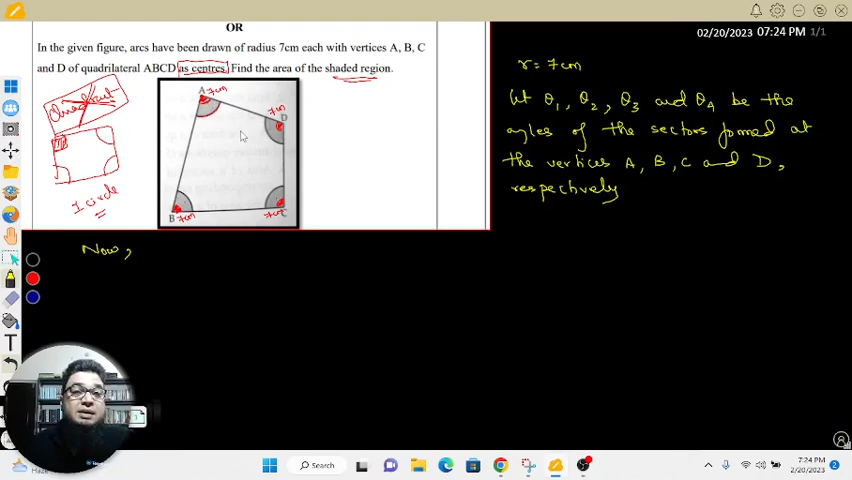 02/20/2023 07:24 PM 1/1
OR
In the given figure, arcs have been drawn of radius 7cm each with vertices A, B, C
and D of quadrilateral ABCD as centres. Find the area of the shaded region.
Quadrant
1 circle
A 7cm
7cm
D
B 7cm
7cm C
r = 7cm
Let θ1, θ2, θ3 and θ4 be the
angles of the sectors formed at
the vertices A, B, C and D,
respectively
Now,
Search
7:24 PM
2/20/2023
2